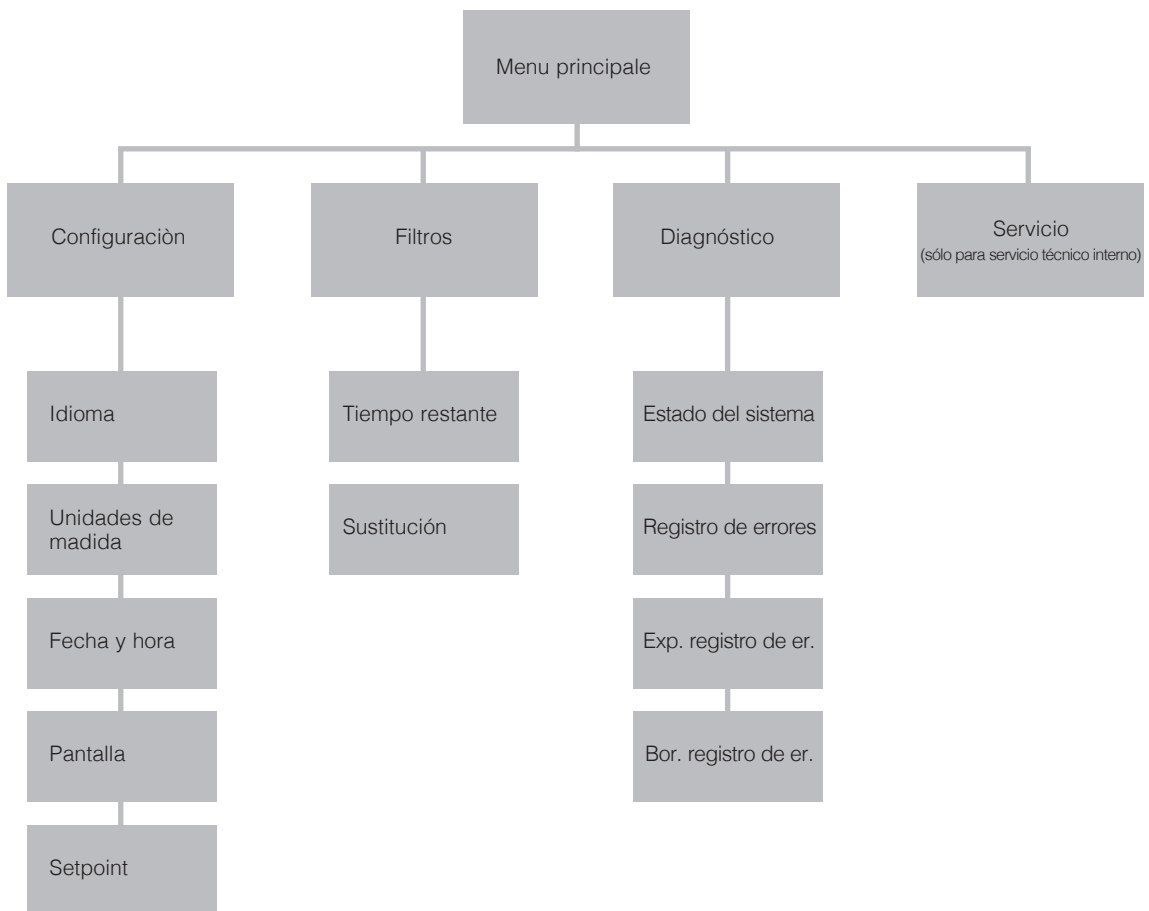 Menu principale
Configuraciòn
Filtros
Diagnóstico
Servicio
(sólo para servicio técnico interno)
Idioma
Tiempo restante
Estado del sistema
Unidades de
madida
Sustitución
Registro de errores
Fecha y hora
Exp. registro de er.
Pantalla
Bor. registro de er.
Setpoint